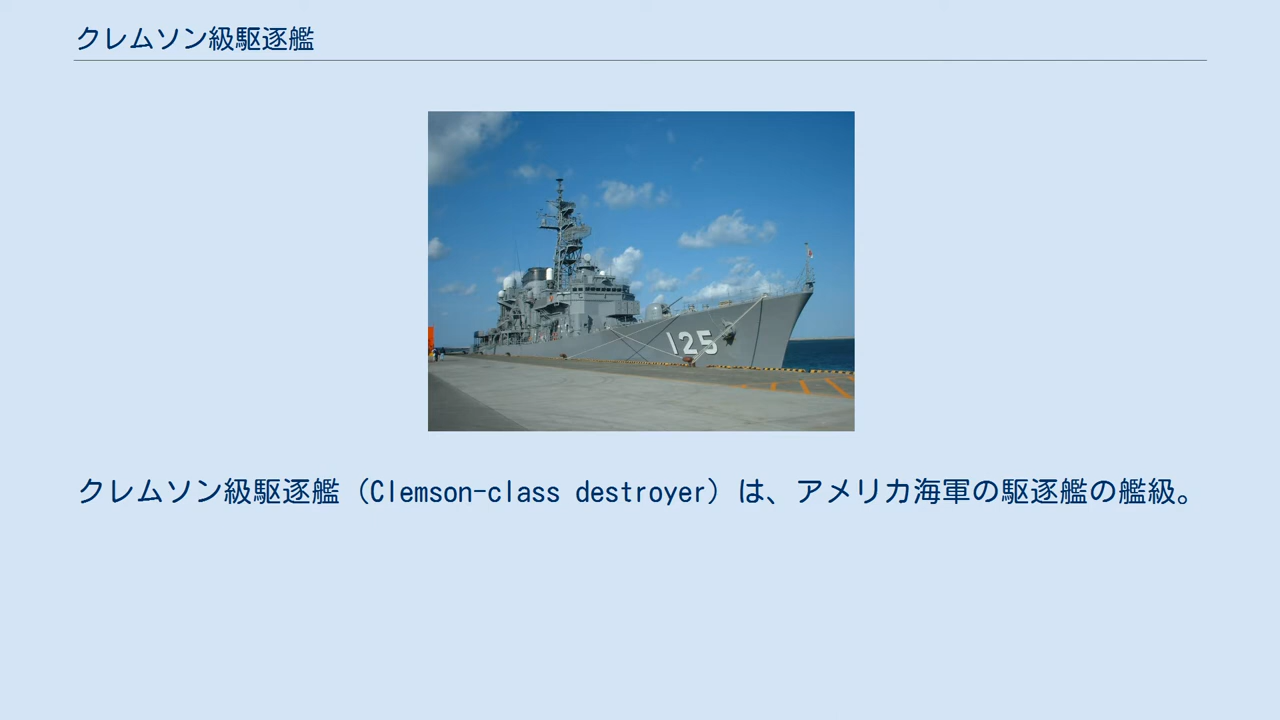 クレムソン級駆逐艦
125
クレムソン級駆逐艦（Clemson-class destroyer）は、アメリカ海軍の駆逐艦の艦級。